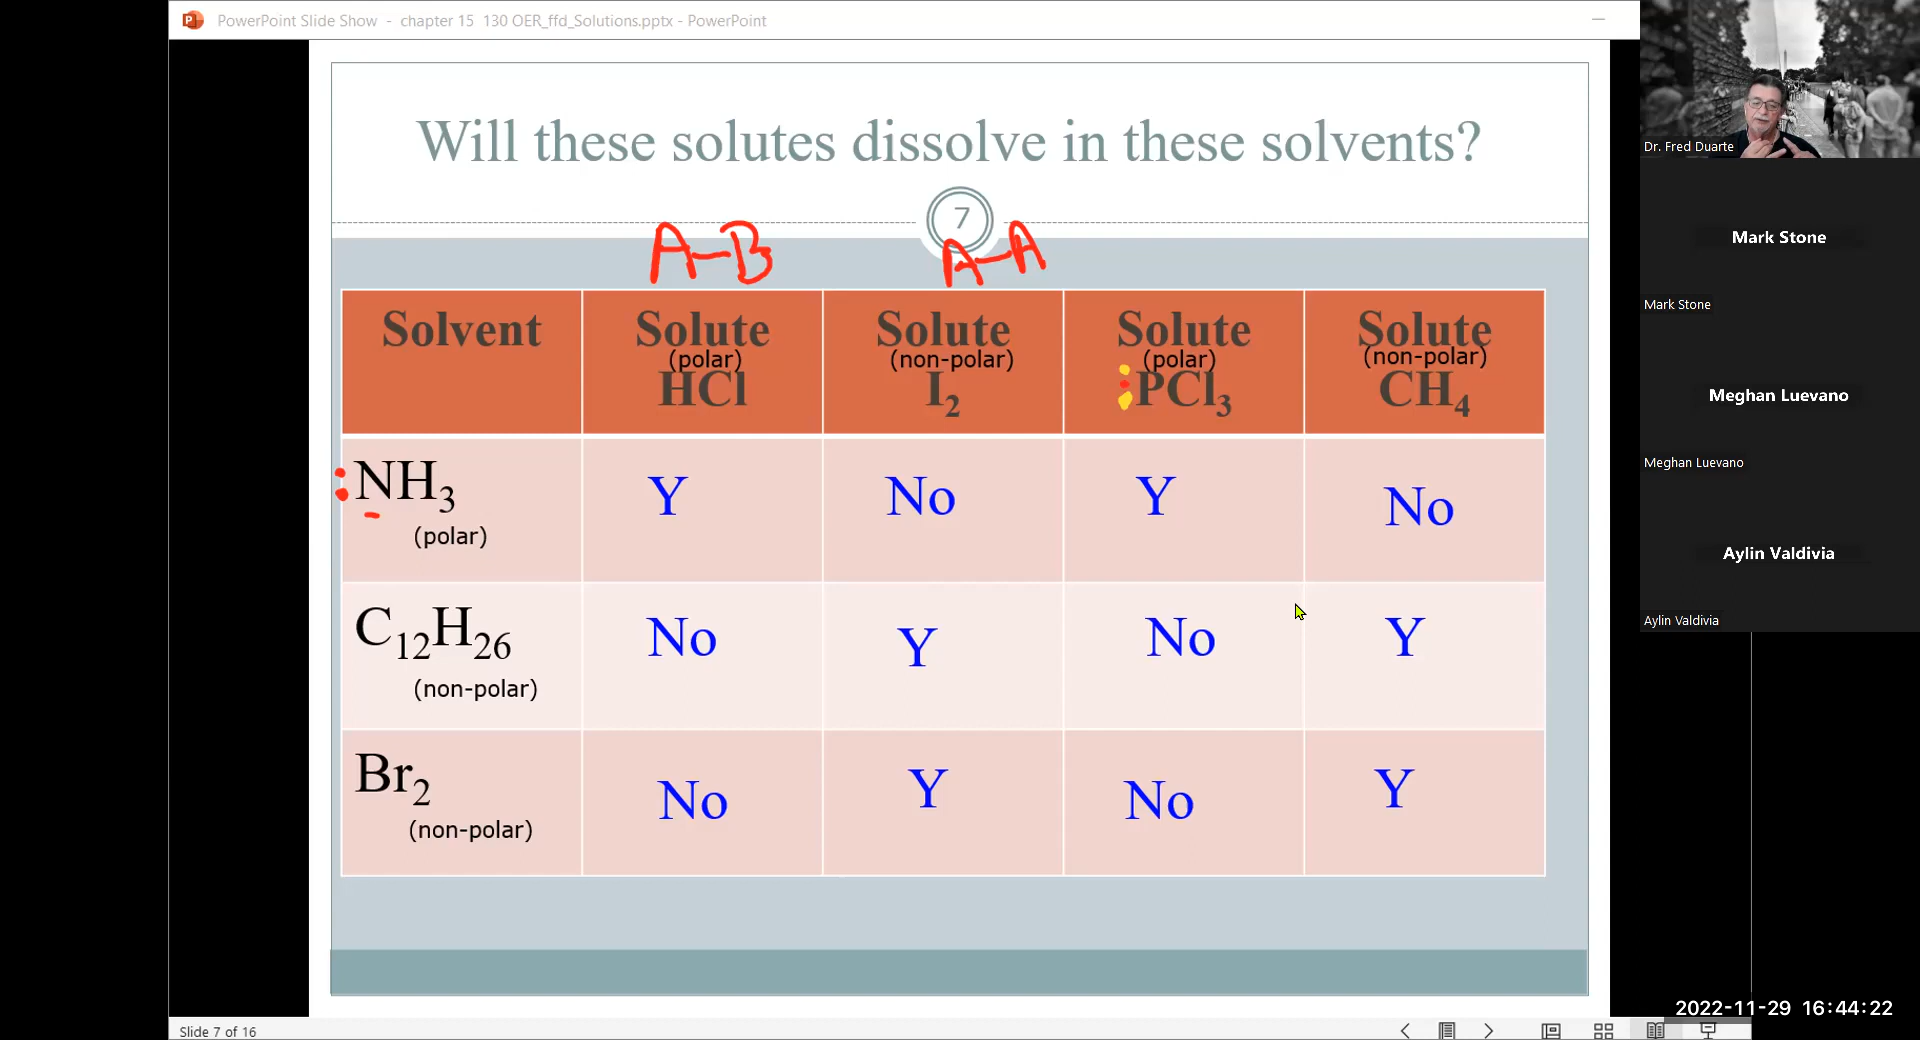 PowerPoint Slide Show - chapter 15 130 OER_ffd_Solutions.pptx - PowerPoint
Will these solutes dissolve in these solvents?
7
A-B A-A
Solvent Solute (polar) HCl Solute (non-polar) I₂ Solute (polar) :PCl₃ Solute (non-polar) CH₄
:NH₃ (polar) Y No Y No
C₁₂H₂₆ (non-polar) No Y No Y
Br₂ (non-polar) No Y No Y
Slide 7 of 16
Dr. Fred Duarte
Mark Stone
Mark Stone
Meghan Luevano
Meghan Luevano
Aylin Valdivia
Aylin Valdivia
2022-11-29 16:44:22